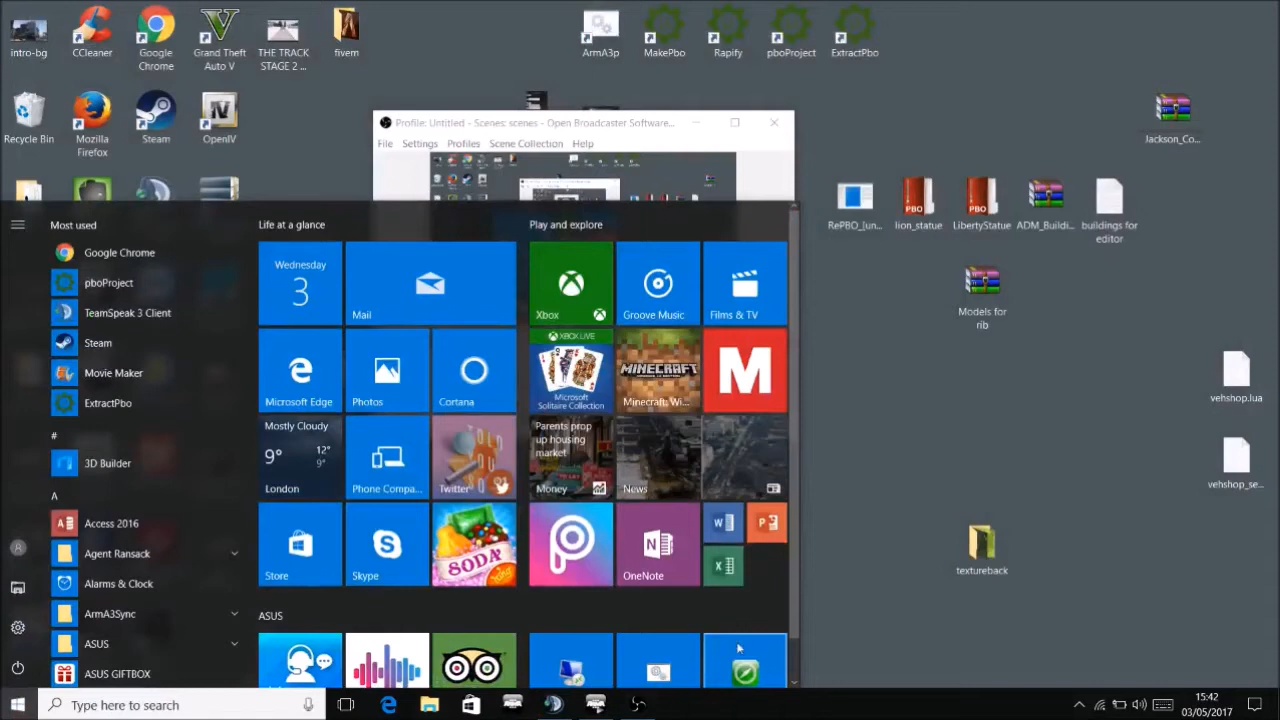 intro-bg
CCleaner
Google
Chrome
Grand Theft
Auto V
THE TRACK
STAGE 2 ...
fivem
ArmA3p
MakePbo
Rapify
pboProject
ExtractPbo
Recycle Bin
Mozilla
Firefox
Steam
OpenIV
Jackson_Co...
Profile: Untitled - Scenes: scenes - Open Broadcaster Software...
File
Settings
Profiles
Scene Collection
Help
RePBO_[un...
PBO
lion_statue
PBO
LibertyStatue
ADM_Buildi...
buildings for
editor
Models for
rib
vehshop.lua
vehshop_se...
textureback
Most used
Google Chrome
pboProject
TeamSpeak 3 Client
Steam
Movie Maker
ExtractPbo
#
3D Builder
A
Access 2016
Agent Ransack
Alarms & Clock
ArmA3Sync
ASUS
ASUS GIFTBOX
Life at a glance
Wednesday
3
Mail
Microsoft Edge
Photos
Cortana
Mostly Cloudy
9°
12°
9°
London
Phone Compa...
Twitter
Store
Skype
SODA
King
ASUS
Play and explore
Xbox
Groove Music
Films & TV
XBOX LIVE
Microsoft
Solitaire Collection
MINECRAFT
Minecraft: Wi...
M
Parents prop
up housing
market
Money
News
OneNote
Type here to search
15:42
03/05/2017